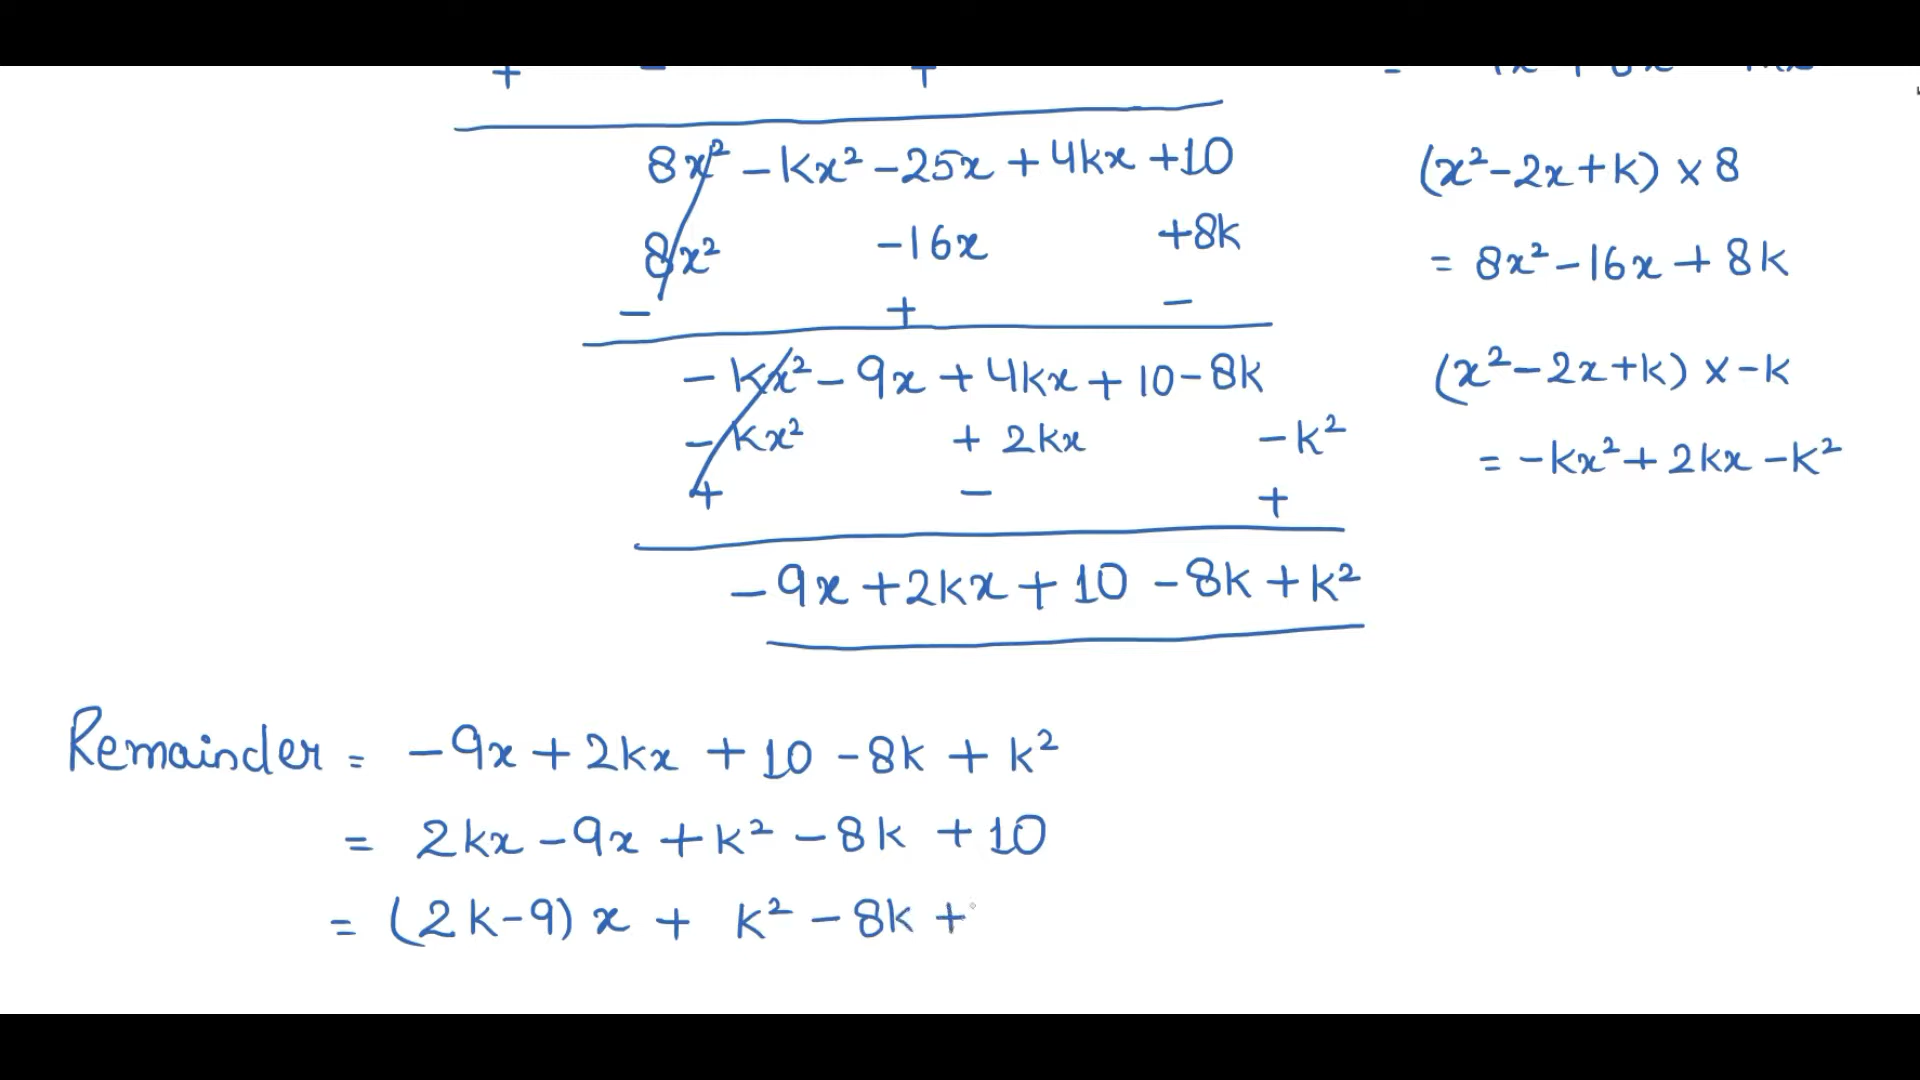 + - +
8x² - kx² - 25x + 4kx + 10
8x² -16x +8k
- + -
- kx² - 9x + 4kx + 10 - 8k
- kx² + 2kx - k²
+ - +
- 9x + 2kx + 10 - 8k + k²
(x² - 2x + k) × 8
= 8x² - 16x + 8k
(x² - 2x + k) × -k
= -kx² + 2kx - k²
Remainder = -9x + 2kx + 10 - 8k + k²
= 2kx - 9x + k² - 8k + 10
= (2k-9) x + k² - 8k +